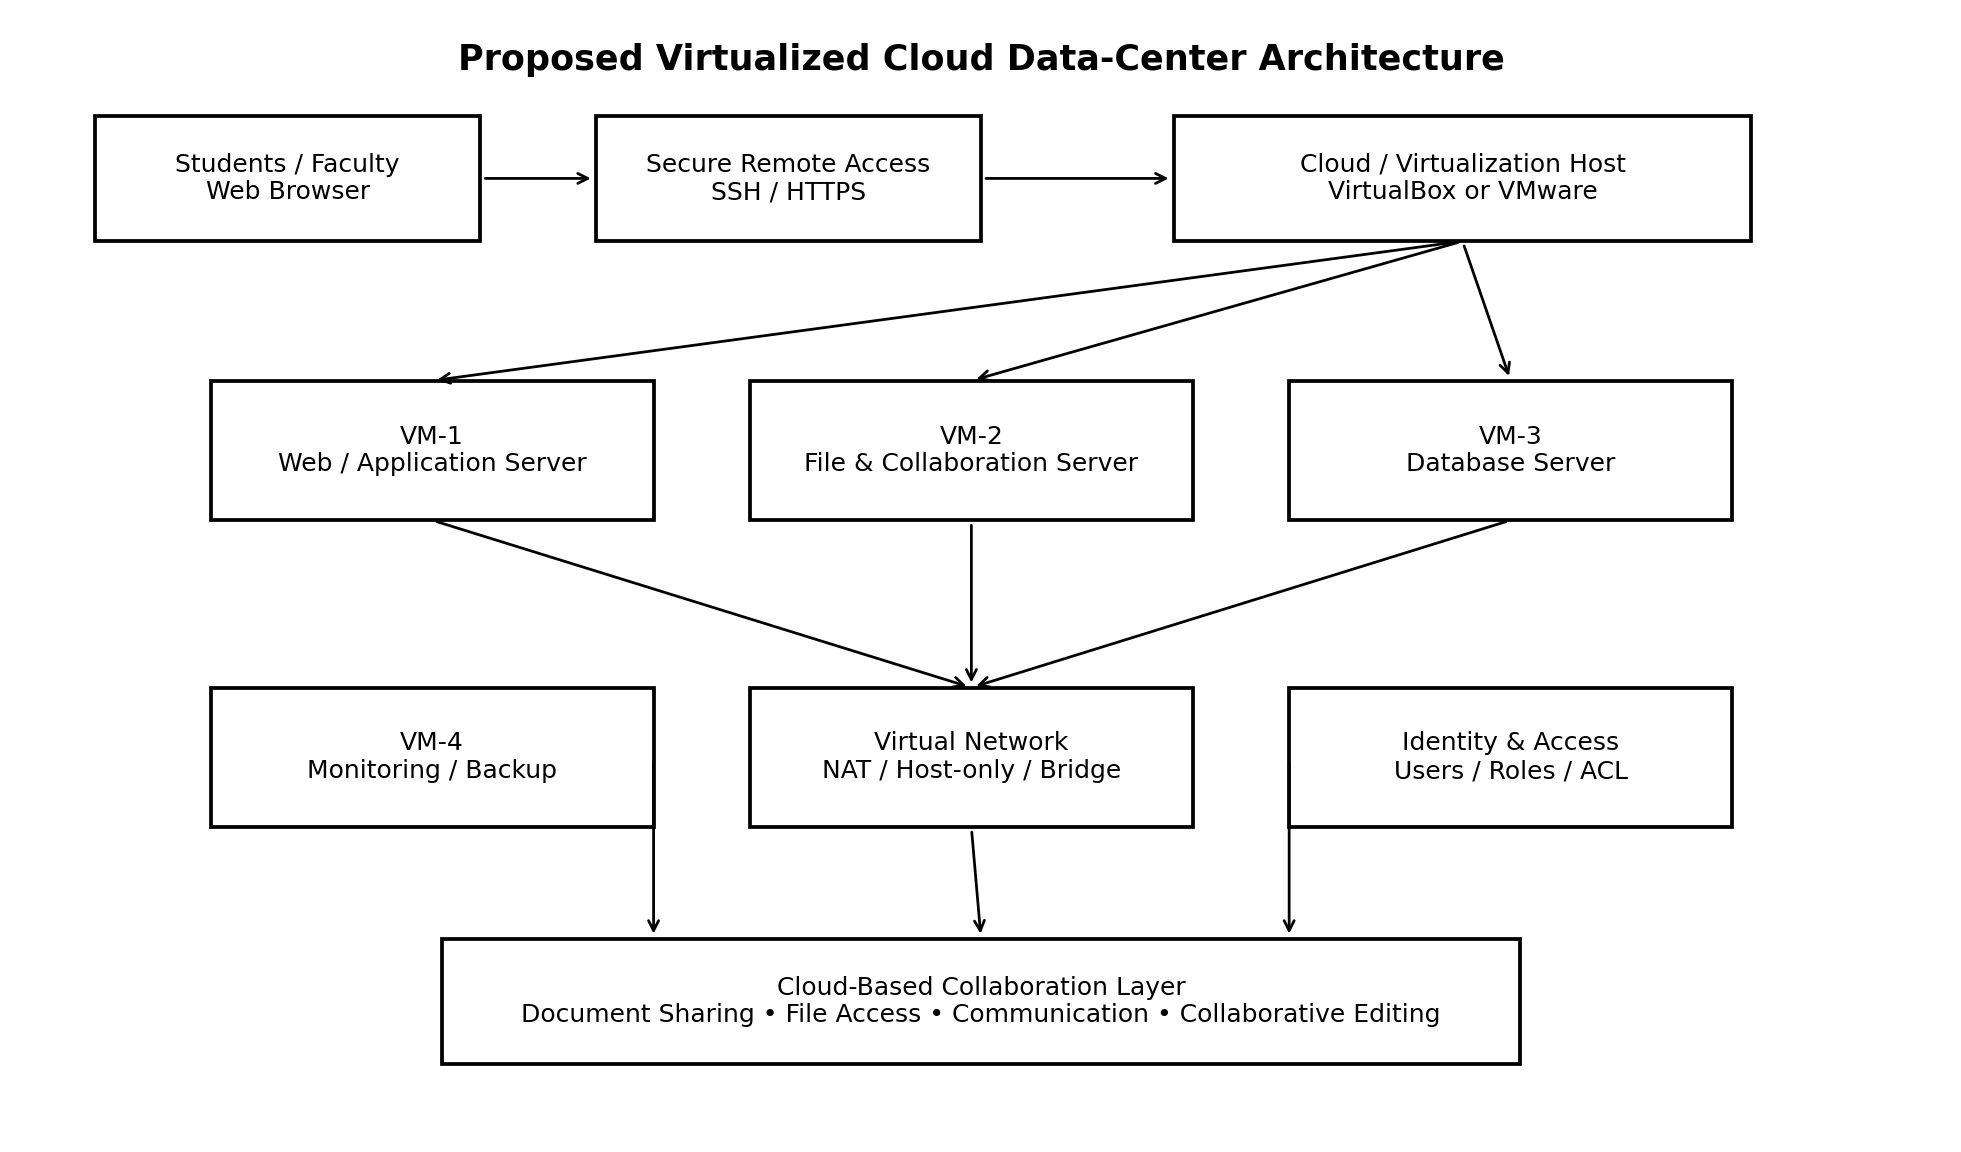 Proposed Virtualized Cloud Data-Center Architecture
Students / Faculty
Web Browser
Secure Remote Access
SSH / HTTPS
Cloud / Virtualization Host
VirtualBox or VMware
VM-1
Web / Application Server
VM-2
File & Collaboration Server
VM-3
Database Server
VM-4
Monitoring / Backup
Virtual Network
NAT / Host-only / Bridge
Identity & Access
Users / Roles / ACL
Cloud-Based Collaboration Layer
Document Sharing • File Access • Communication • Collaborative Editing